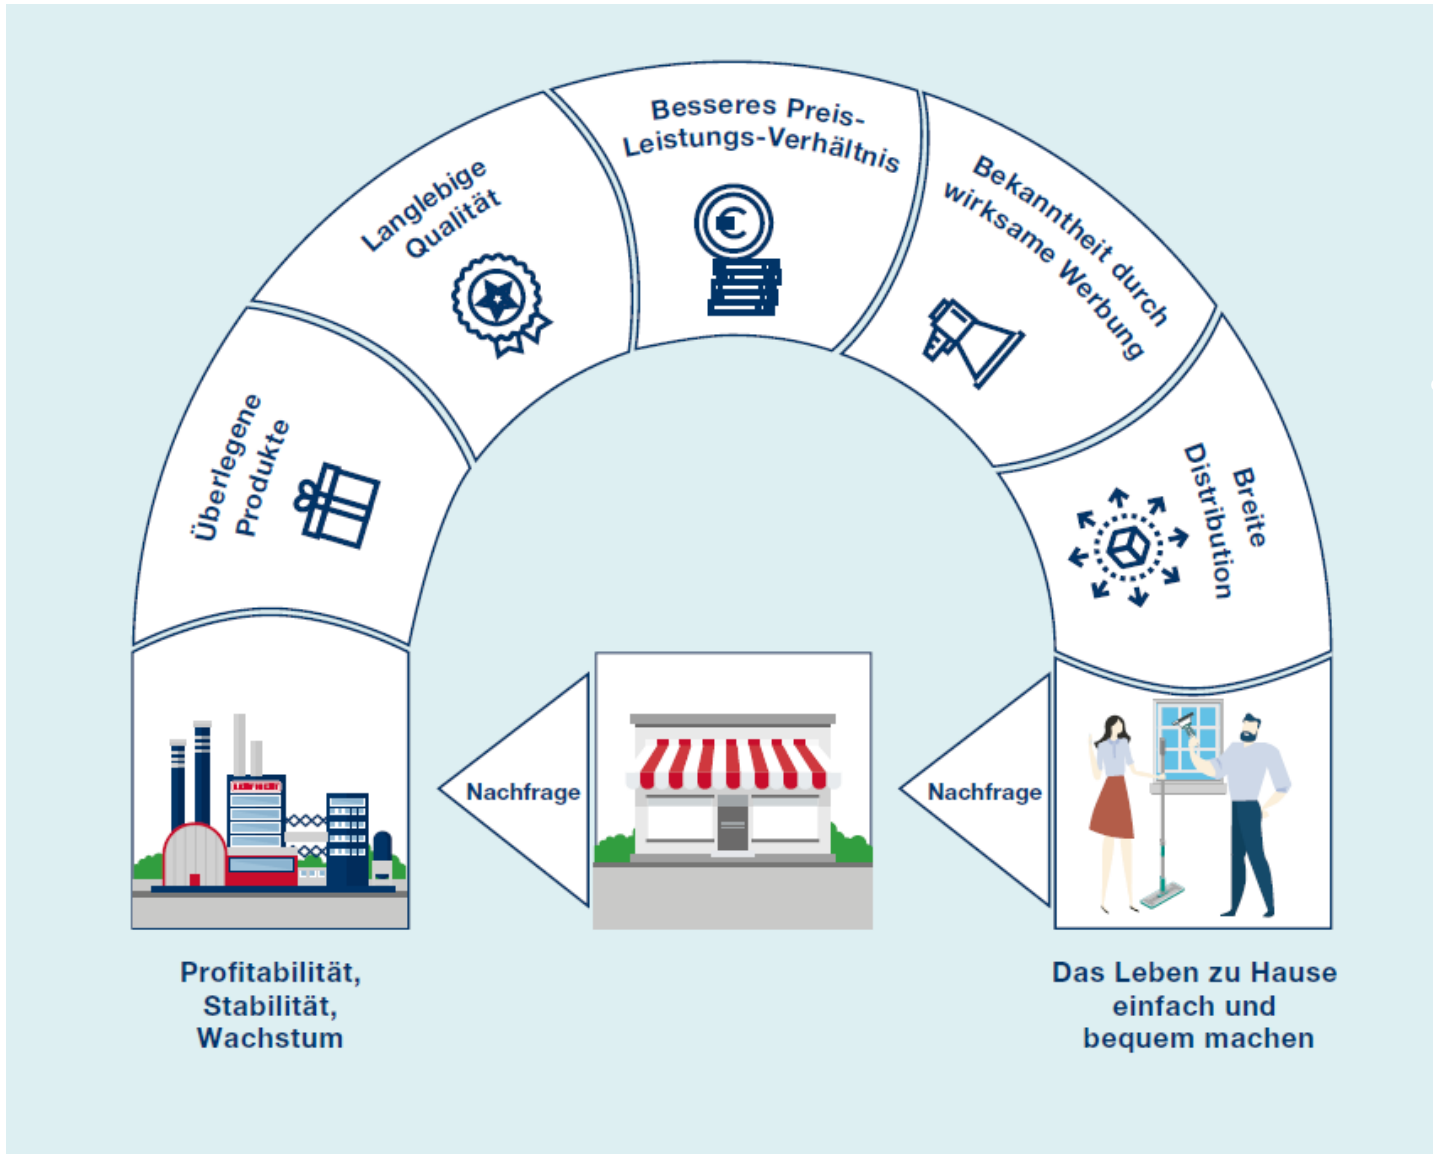 Überlegene
Produkte
Langlebige
Qualität
Besseres Preis-
Leistungs-Verhältnis
Bekanntheit durch
wirksame Werbung
Breite
Distribution
Nachfrage
Nachfrage
Profitabilität,
Stabilität,
Wachstum
Das Leben zu Hause
einfach und
bequem machen